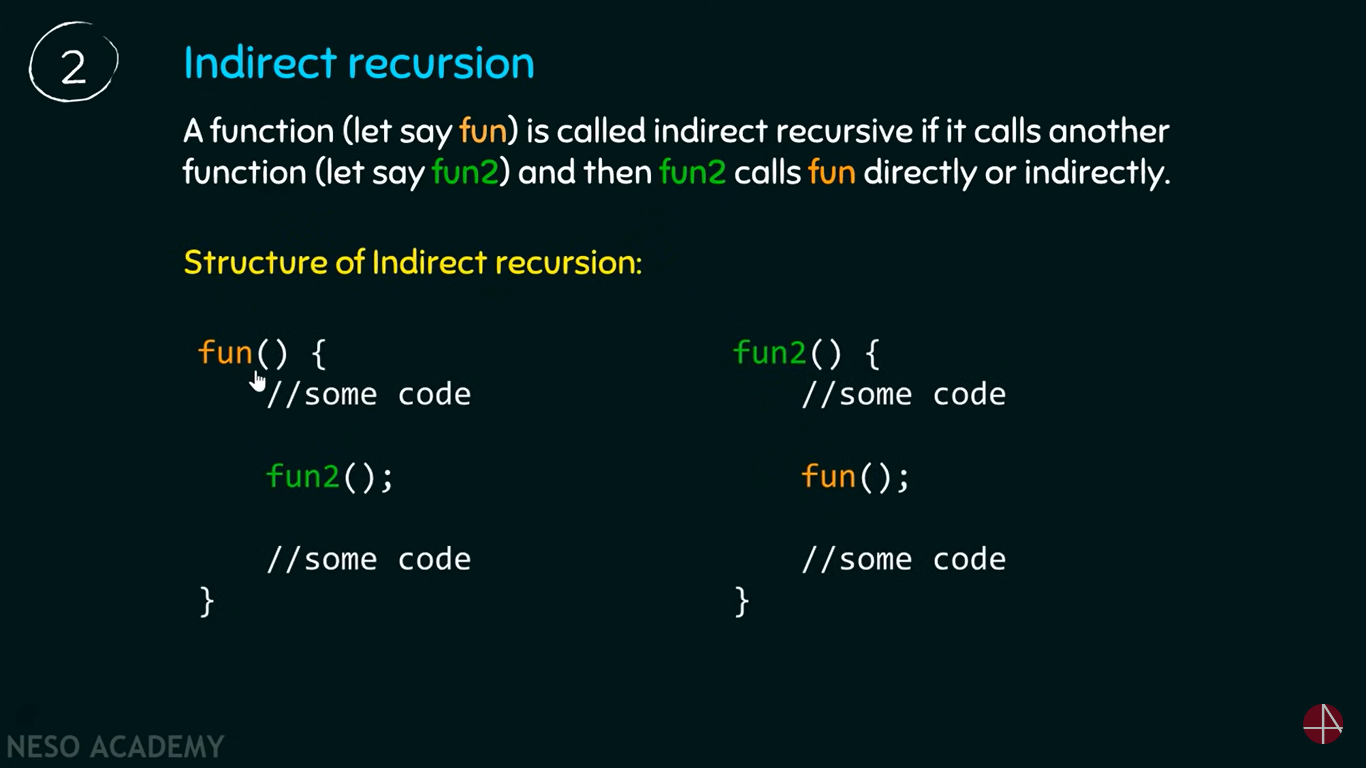 2
Indirect recursion
A function (let say fun) is called indirect recursive if it calls another
function (let say fun2) and then fun2 calls fun directly or indirectly.
Structure of Indirect recursion:
fun() {
//some code
fun2();
//some code
}
fun2() {
//some code
fun();
//some code
}
NESO ACADEMY